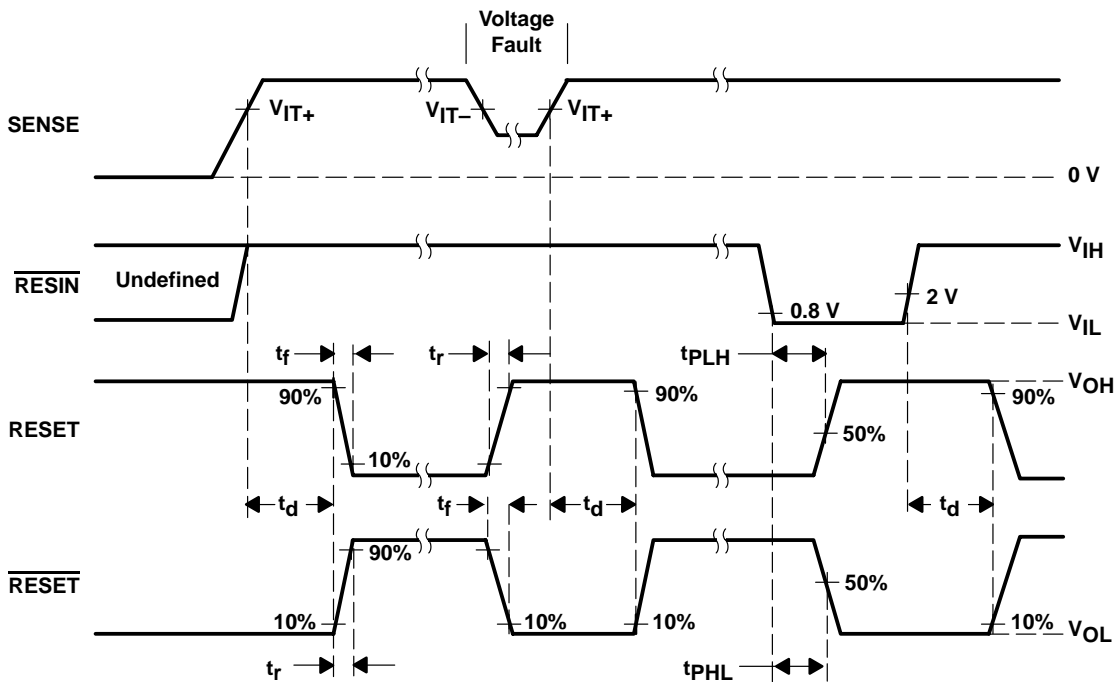 Voltage
Fault
SENSE
VIT+
VIT–
VIT+
0 V
RESIN
Undefined
VIH
0.8 V
2 V
VIL
tf
tr
tPLH
RESET
90%
10%
90%
50%
VOH
90%
td
tf
td
td
RESET
10%
90%
10%
10%
50%
10%
VOL
tr
tPHL